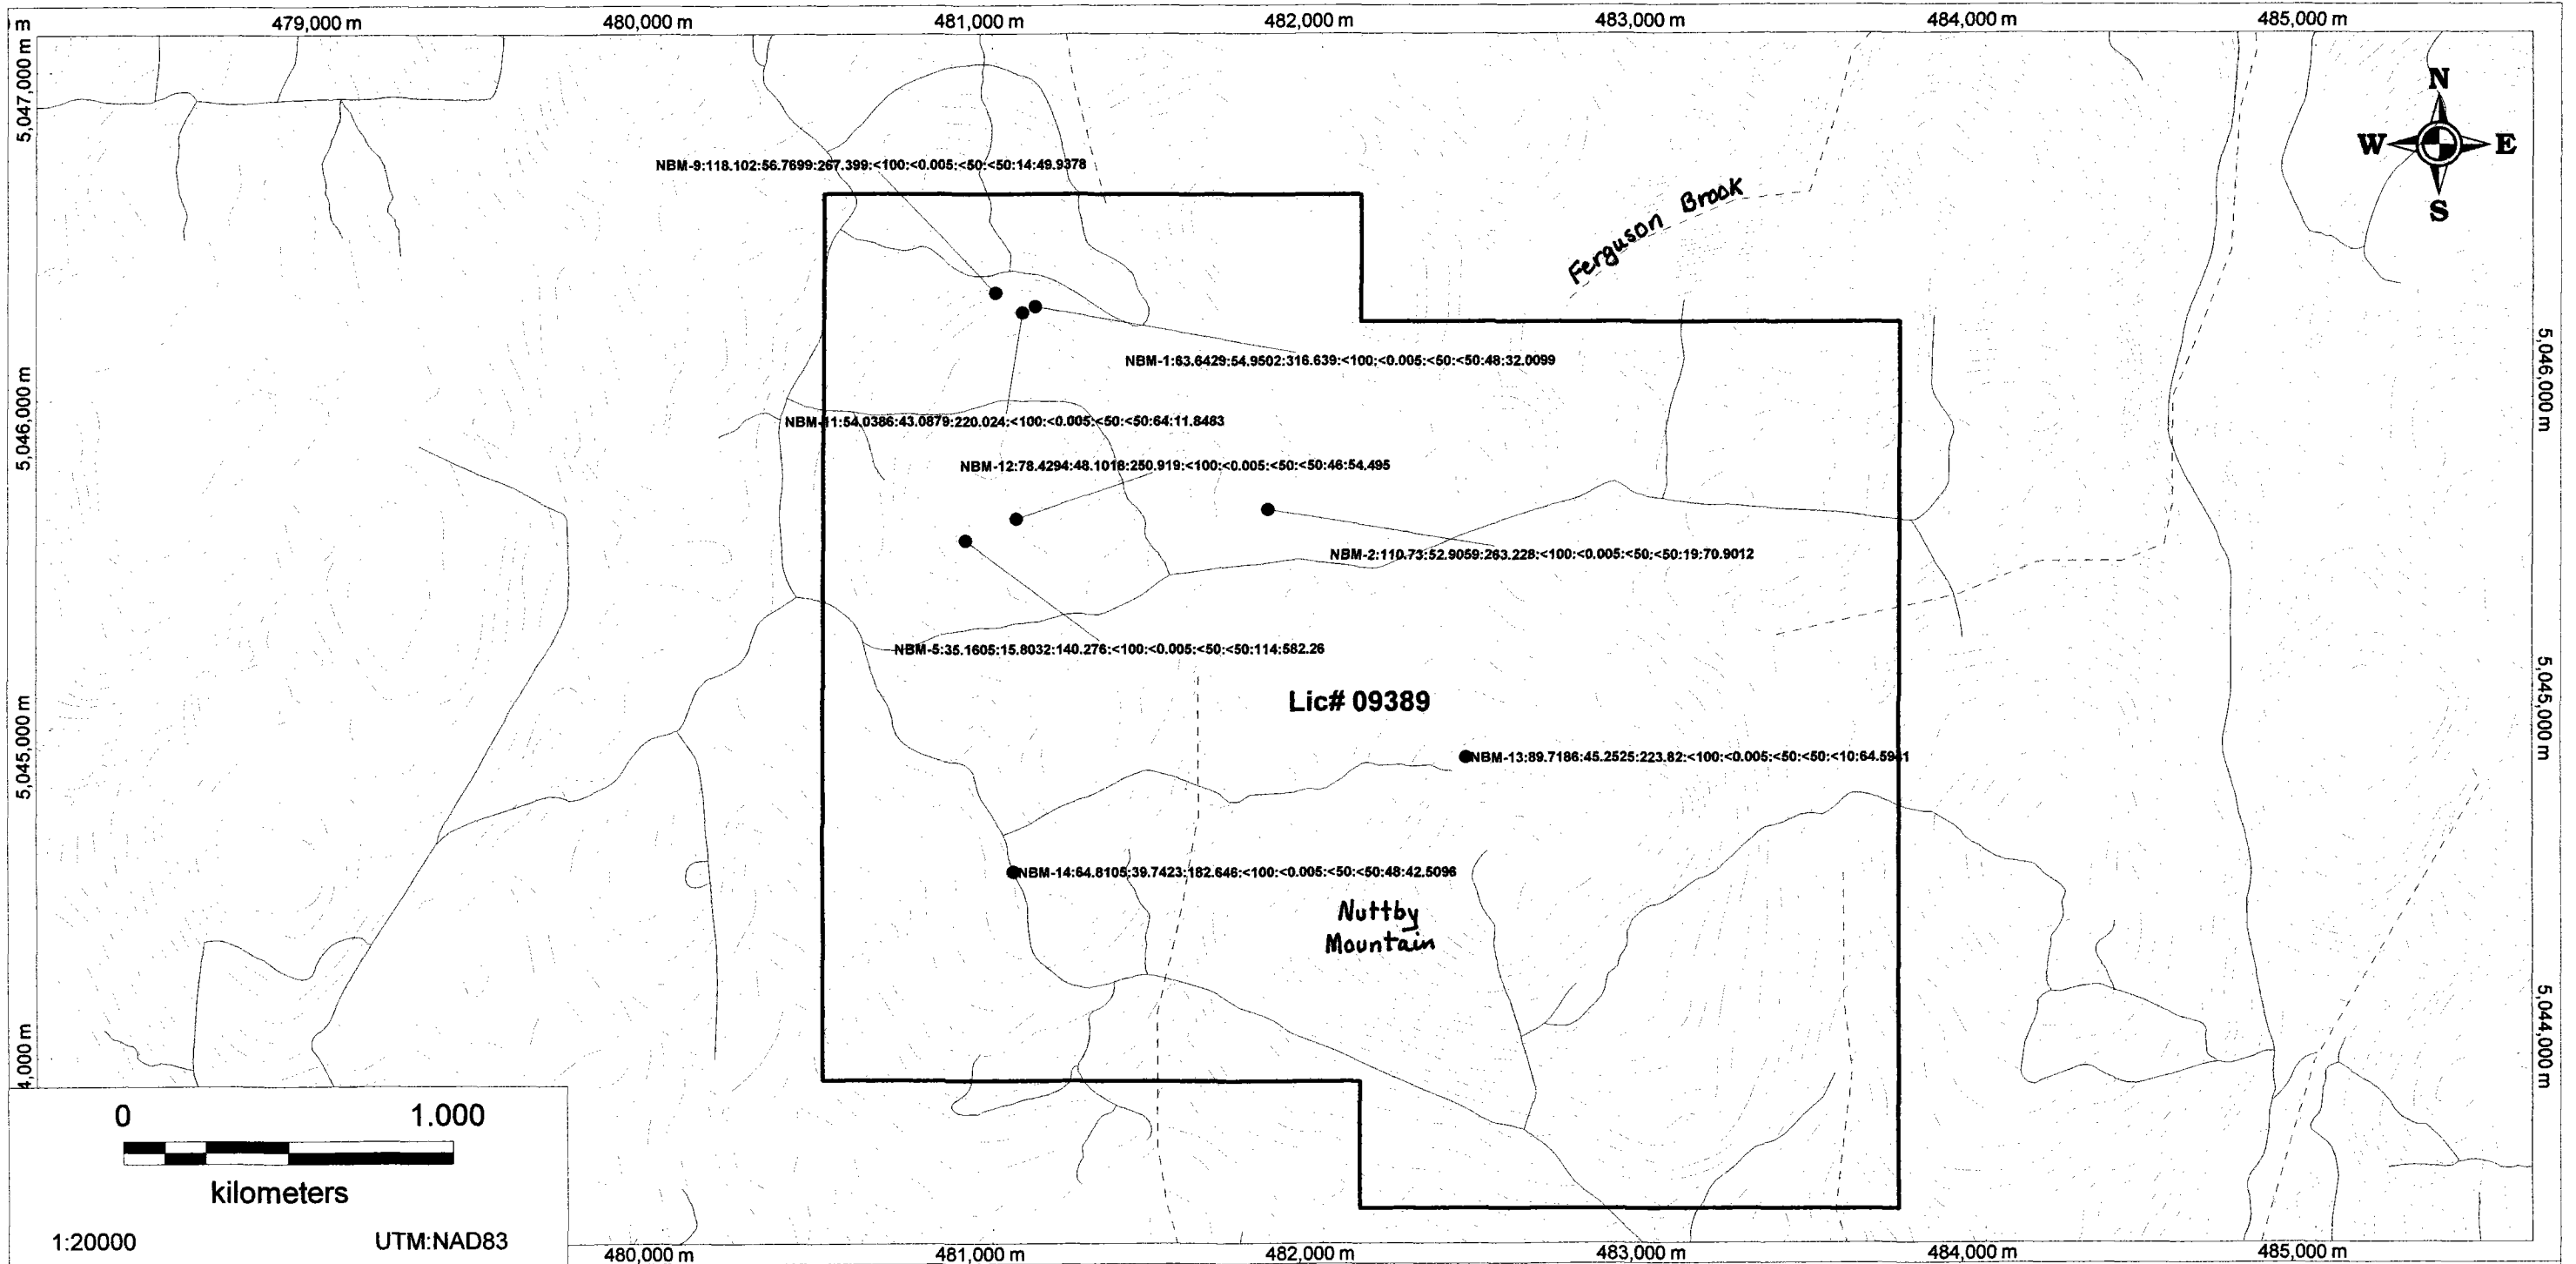 m
479,000 m
480,000 m
481,000 m
482,000 m
483,000 m
484,000 m
485,000 m
5,047,000 m
N
W
E
S
NBM-9:118.102:56.7699:267.399:<100:<0.005:<50:<50:14:49.9378
Ferguson Brook
NBM-1:63.6429:54.9502:316.639:<100:<0.005:<50:<50:48:32.0099
5,046,000 m
5,046,000 m
NBM-11:54.0386:43.0879:220.024:<100:<0.005:<50:<50:64:11.8483
NBM-12:78.4294:48.1018:250.919:<100:<0.005:<50:<50:46:54.495
NBM-2:110.73:52.9059:263.228:<100:<0.005:<50:<50:19:70.9012
NBM-5:35.1605:15.8032:140.276:<100:<0.005:<50:<50:114:582.26
Lic# 09389
5,045,000 m
5,045,000 m
NBM-13:89.7186:45.2525:223.82:<100:<0.005:<50:<50:<10:64.5941
NBM-14:64.8105:39.7423:182.646:<100:<0.005:<50:<50:48:42.5096
Nuttby
Mountain
4,000 m
5,044,000 m
0 1.000
kilometers
1:20000 UTM:NAD83
480,000 m
481,000 m
482,000 m
483,000 m
484,000 m
485,000 m